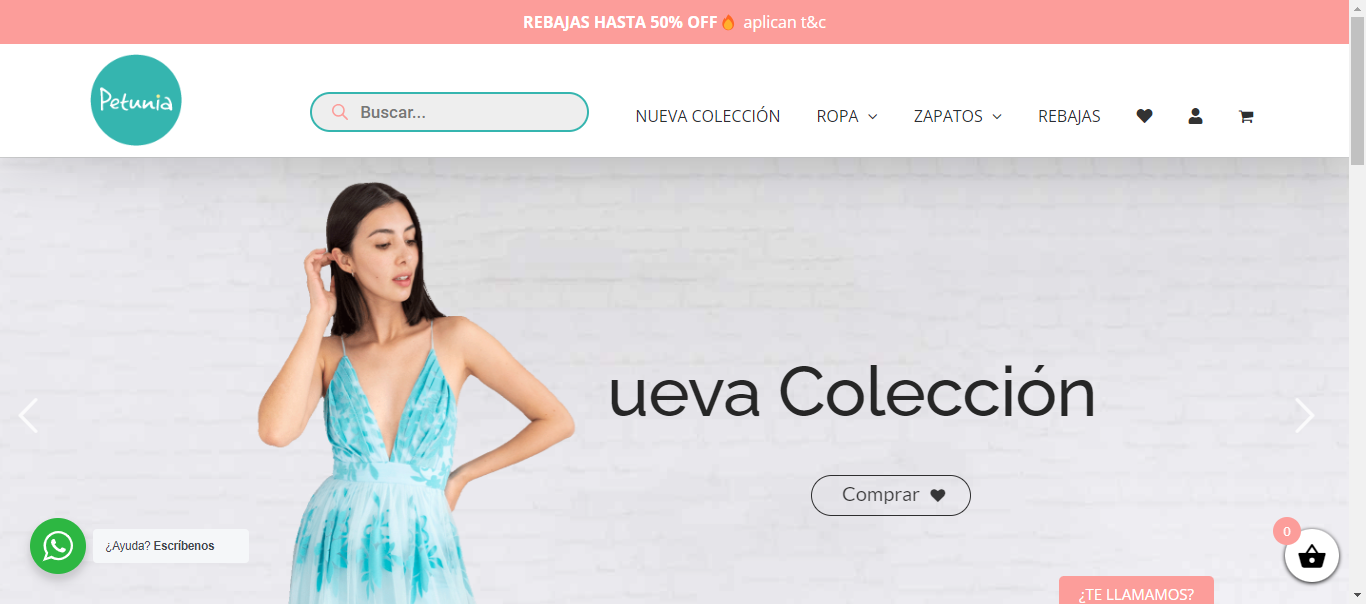 REBAJAS HASTA 50% OFF🔥 aplican t&c
Petunia
Buscar...
NUEVA COLECCIÓN
ROPA
ZAPATOS
REBAJAS
ueva Colección
Comprar
¿Ayuda? Escríbenos
0
¿TE LLAMAMOS?